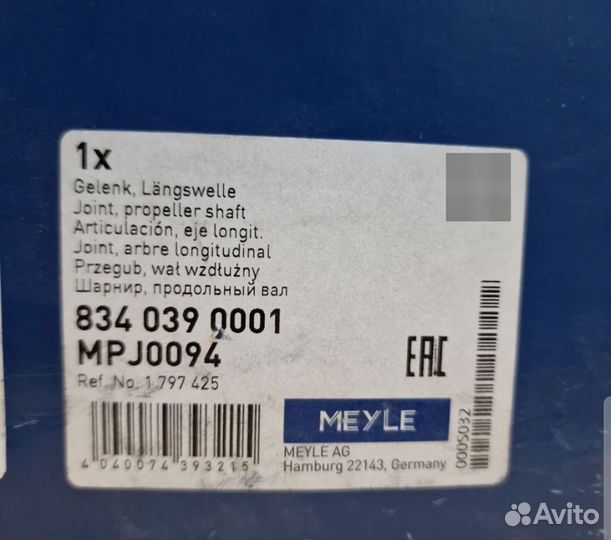 1x
Gelenk, Längswelle
Joint, propeller shaft
Articulación, eje longit.
Joint, arbre longitudinal
Przegub, wał wzdłużny
Шарнир, продольный вал
834 039 0001
MPJ0094
Ref. No. 1 797 425
EAC
4 040074 393215
MEYLE
MEYLE AG
Hamburg 22143, Germany
0005032
Avito